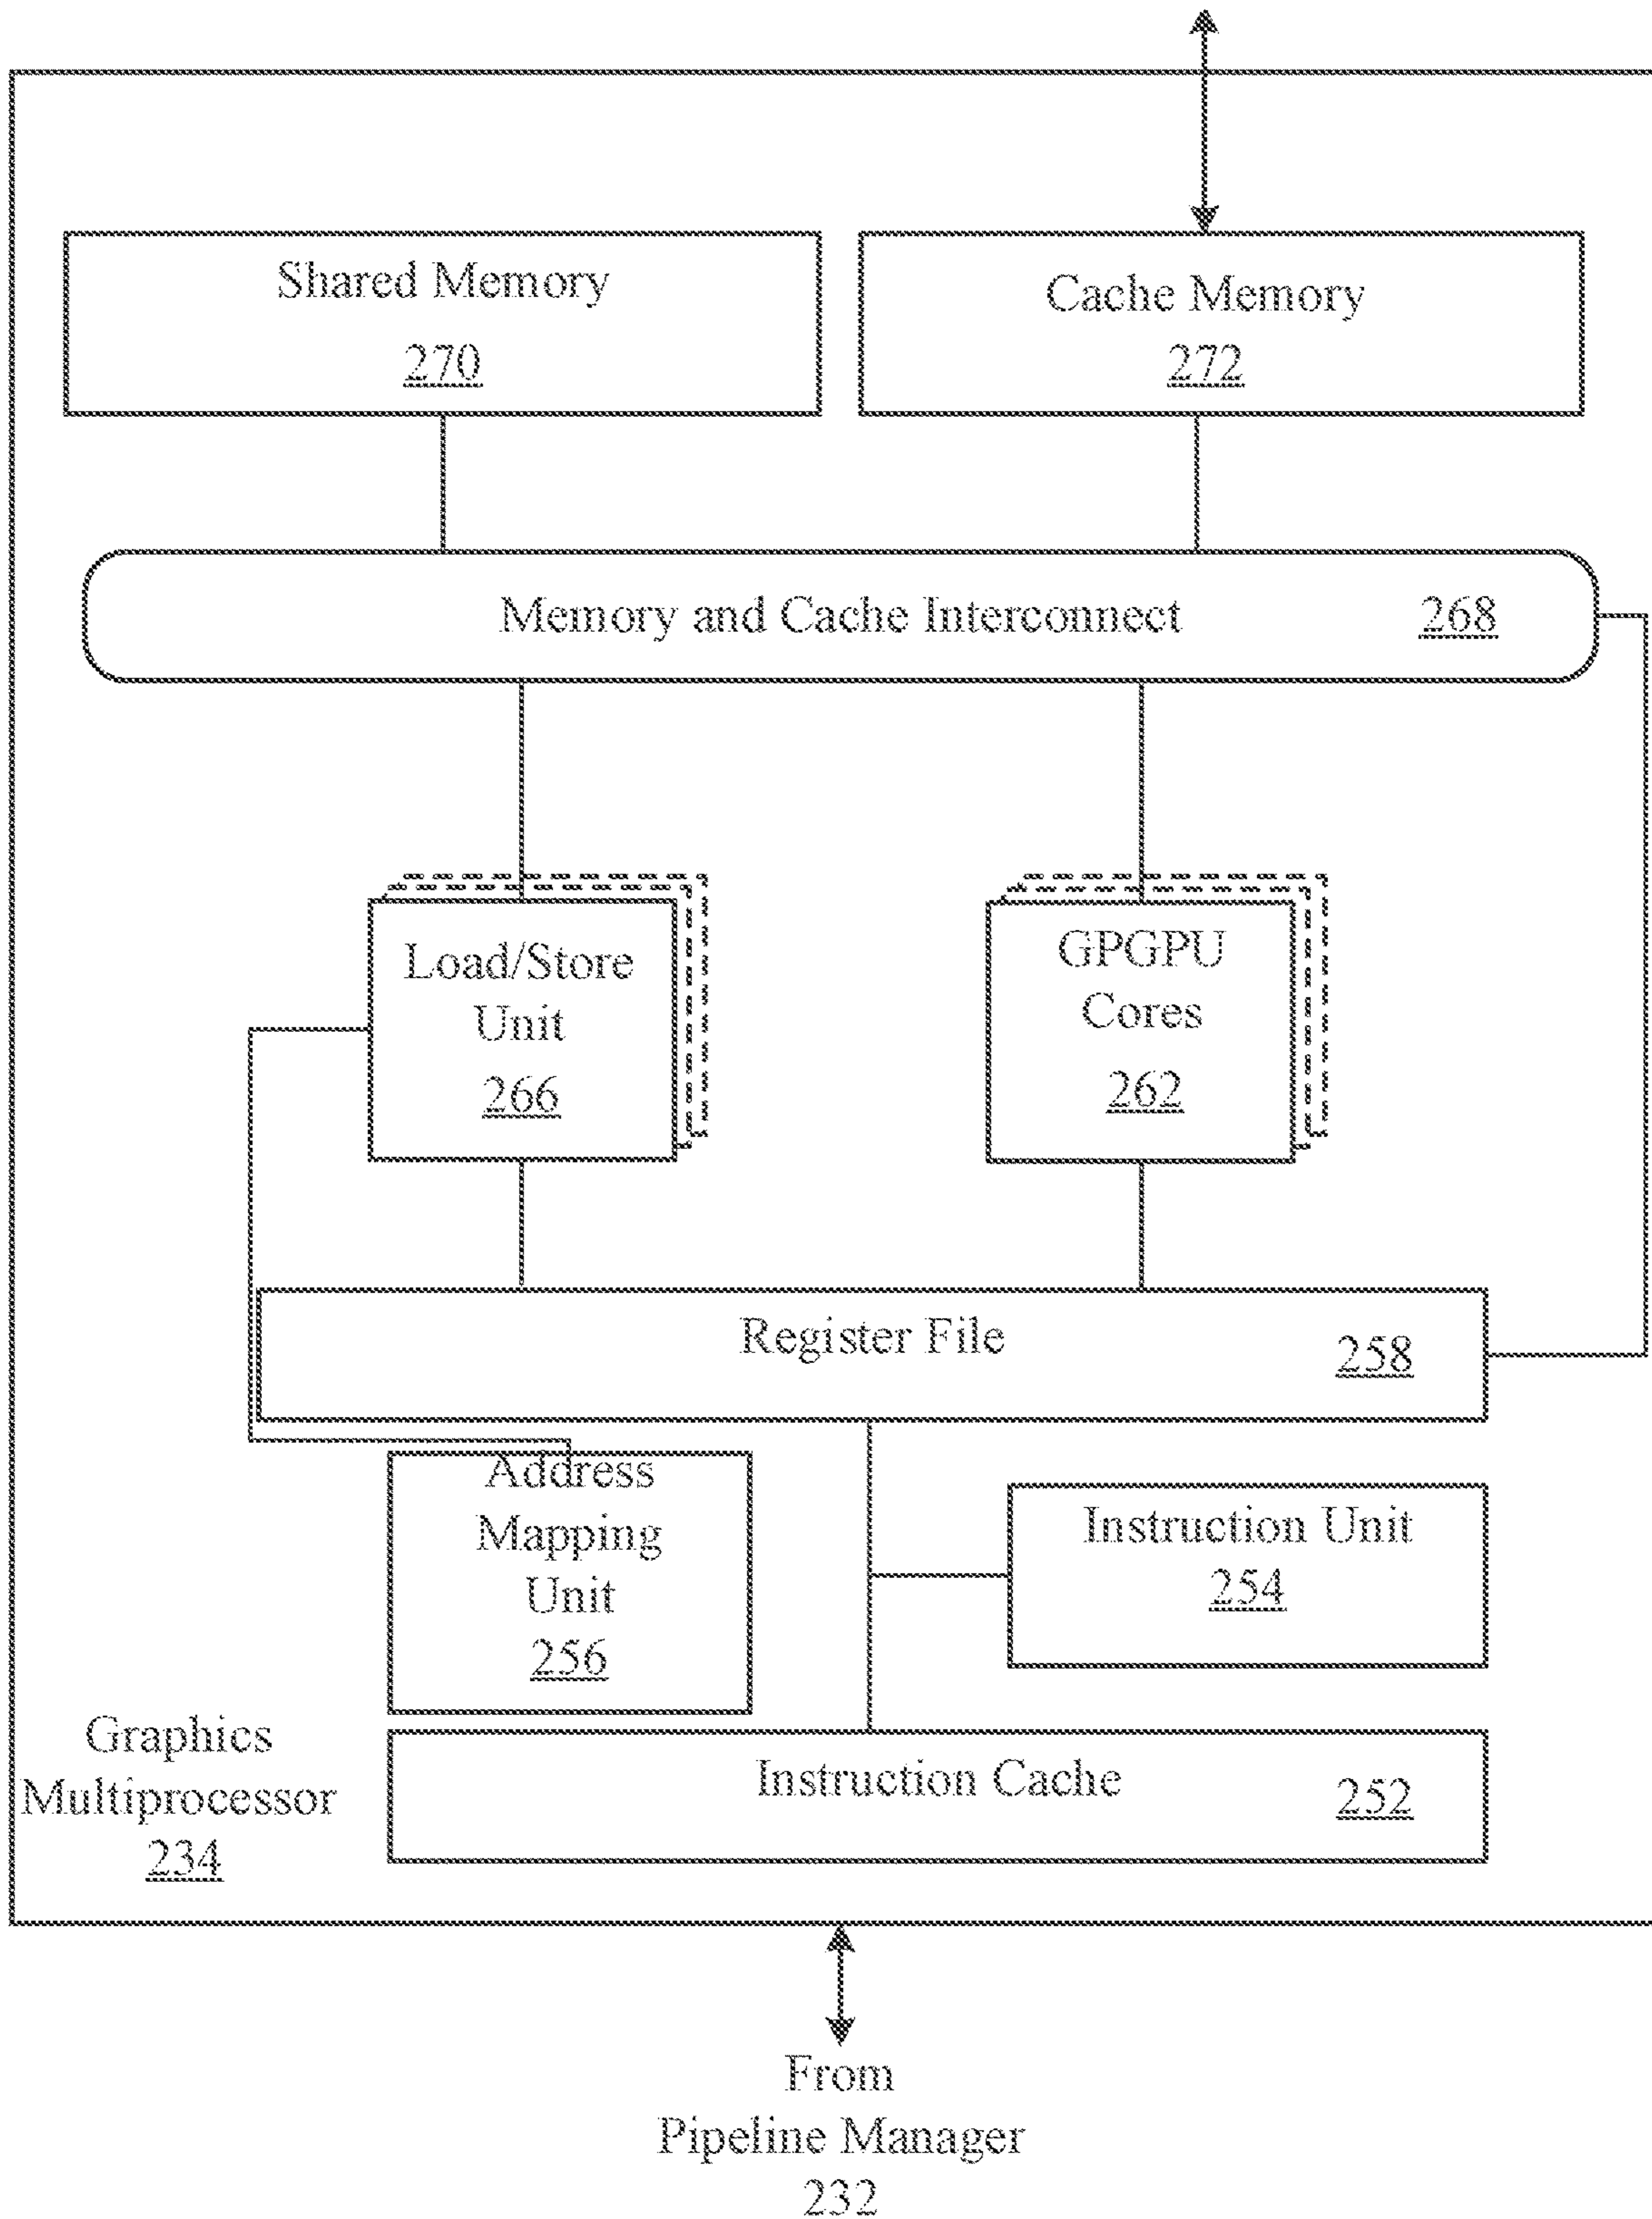 Shared Memory
270
Cache Memory
272
Memory and Cache Interconnect 268
Load/Store
Unit
266
GPGPU
Cores
262
Register File 258
Address
Mapping
Unit
256
Instruction Unit
254
Graphics
Multiprocessor
234
Instruction Cache 252
From
Pipeline Manager
232